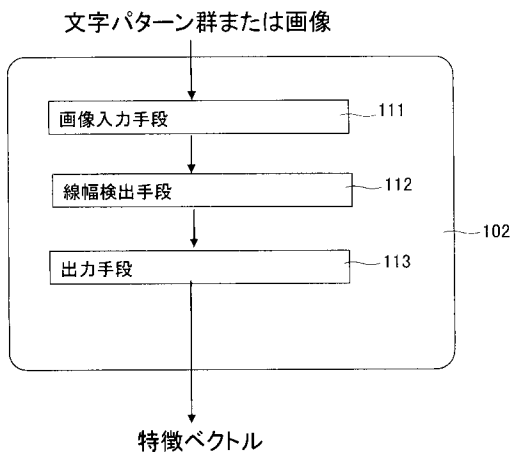 文字パターン群または画像
画像入力手段 111
線幅検出手段 112
102
出力手段 113
特徴ベクトル